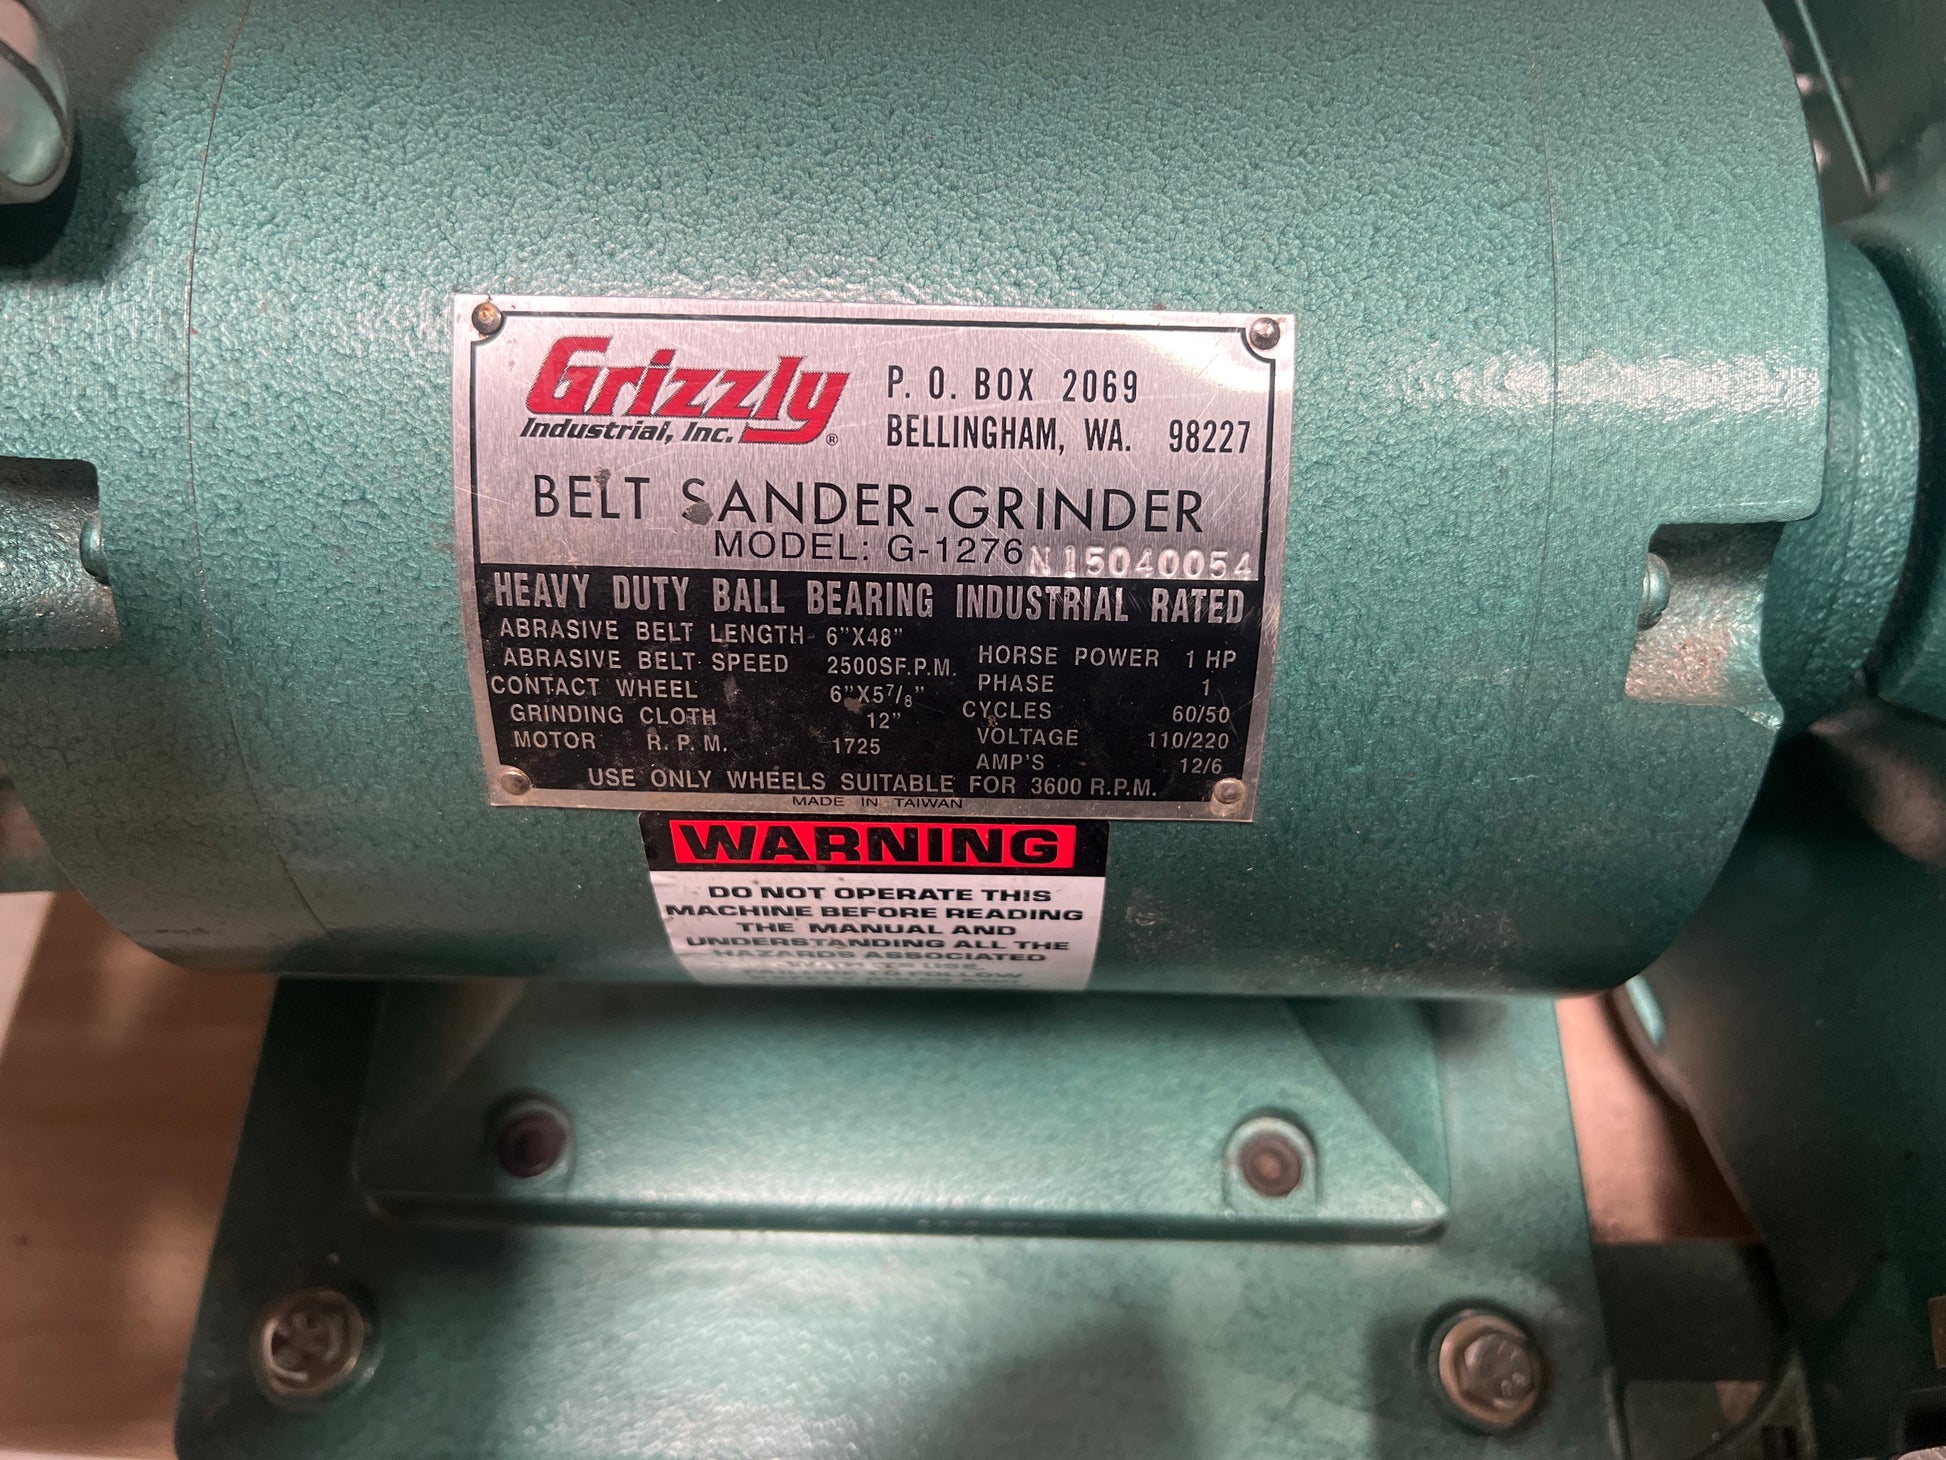 Grizzly
Industrial, Inc. ®
P. O. BOX 2069
BELLINGHAM, WA. 98227
BELT SANDER-GRINDER
MODEL: G-1276 N15040054
HEAVY DUTY BALL BEARING INDUSTRIAL RATED
ABRASIVE BELT LENGTH 6"X48"
ABRASIVE BELT SPEED 2500SF.P.M.
CONTACT WHEEL 6"X5 7/8"
GRINDING CLOTH 12"
MOTOR R. P. M. 1725
HORSE POWER 1 HP
PHASE 1
CYCLES 60/50
VOLTAGE 110/220
AMP'S 12/6
USE ONLY WHEELS SUITABLE FOR 3600 R.P.M.
MADE IN TAIWAN
WARNING
DO NOT OPERATE THIS
MACHINE BEFORE READING
THE MANUAL AND
UNDERSTANDING ALL THE
HAZARDS ASSOCIATED
USE
TO FOLLOW